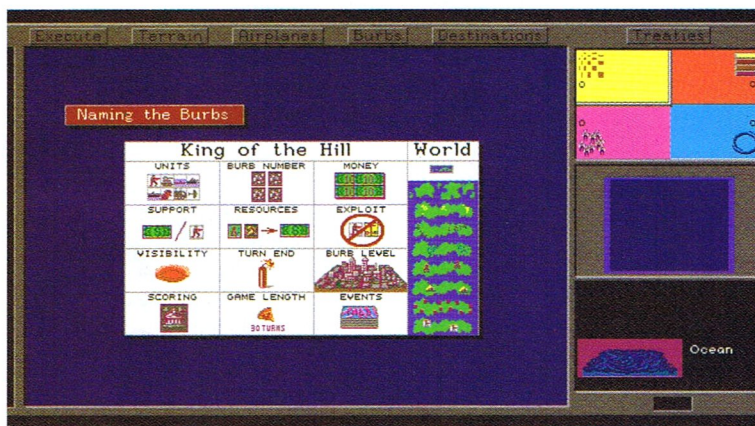 Execute Terrain Airplanes Burbs Destinations Treaties
Naming the Burbs
King of the Hill World
UNITS BURB NUMBER MONEY
SUPPORT RESOURCES EXPLOIT
VISIBILITY TURN END BURB LEVEL
SCORING GAME LENGTH EVENTS
30 TURNS
Ocean